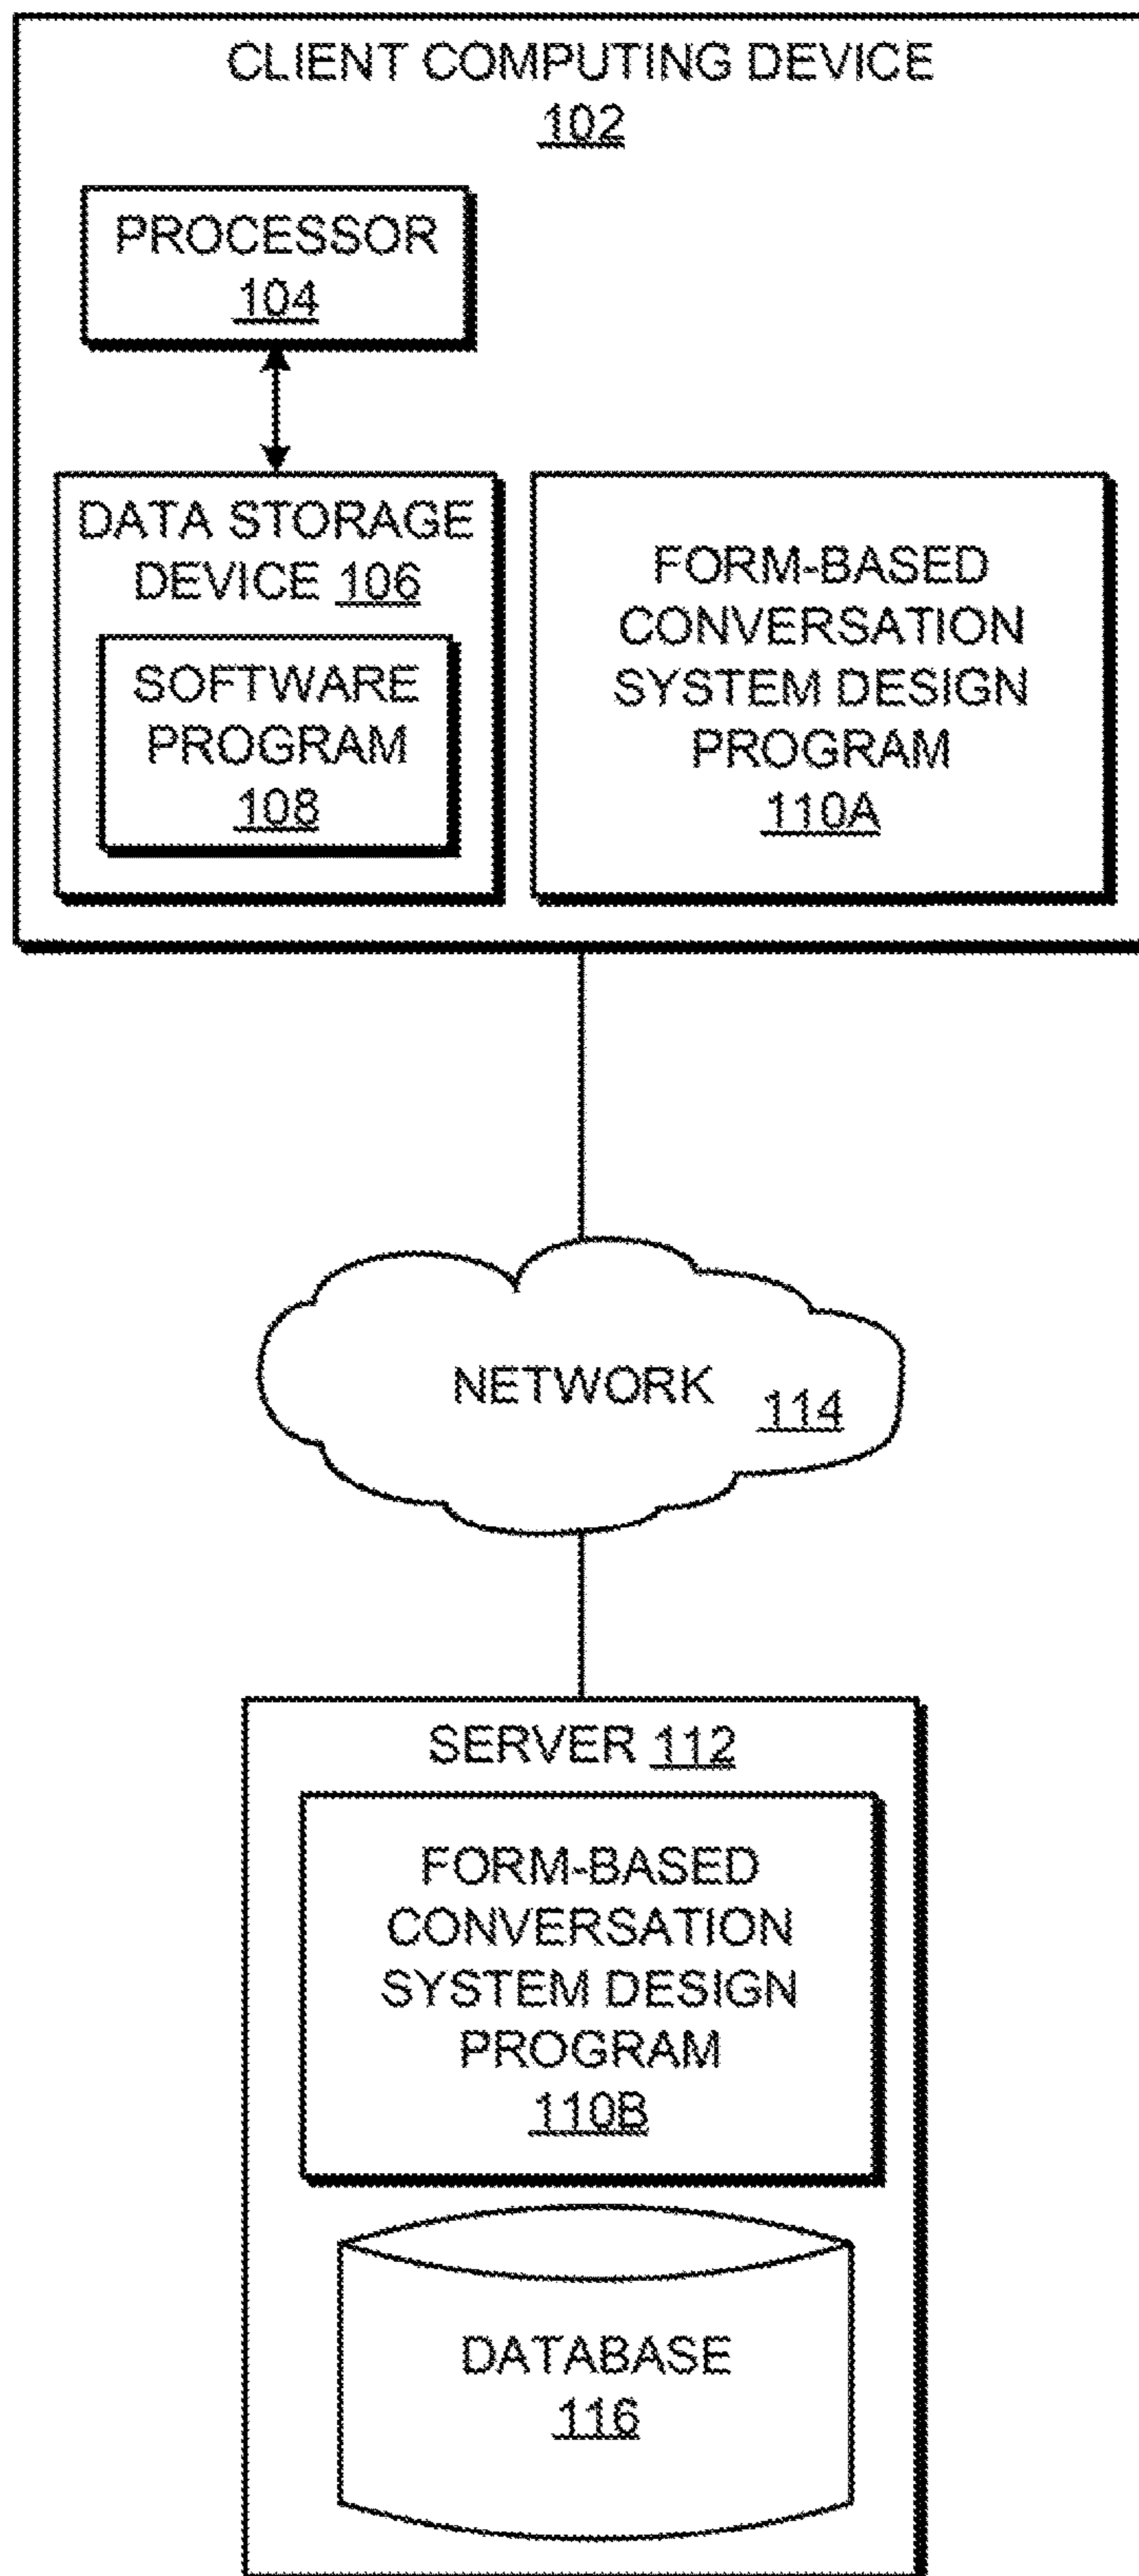 CLIENT COMPUTING DEVICE
102
PROCESSOR
104
DATA STORAGE
DEVICE 106
SOFTWARE
PROGRAM
108
FORM-BASED
CONVERSATION
SYSTEM DESIGN
PROGRAM
110A
NETWORK 114
SERVER 112
FORM-BASED
CONVERSATION
SYSTEM DESIGN
PROGRAM
110B
DATABASE
116